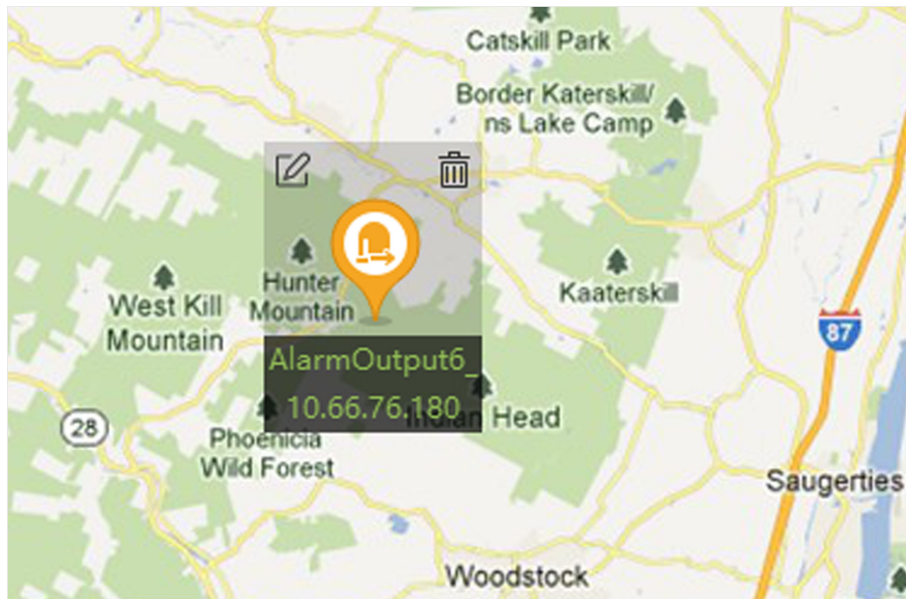 Catskill Park
Border Katerskill/
ns Lake Camp
Hunter
Mountain
West Kill
Mountain
Kaaterskill
87
AlarmOutput6_
10.66.76.180
Indian Head
28
Phoenicia
Wild Forest
Saugerties
Woodstock